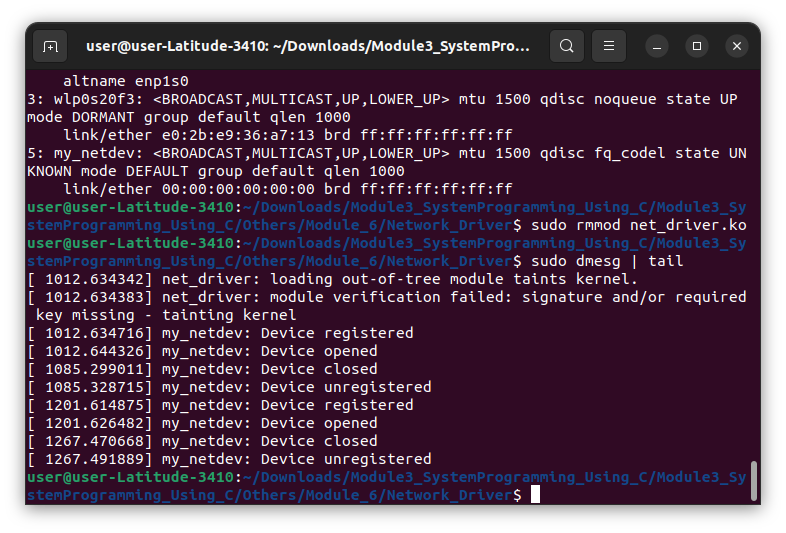 user@user-Latitude-3410: ~/Downloads/Module3_SystemPro...
altname enp1s0
3: wlp0s20f3: <BROADCAST,MULTICAST,UP,LOWER_UP> mtu 1500 qdisc noqueue state UP
mode DORMANT group default qlen 1000
link/ether e0:2b:e9:36:a7:13 brd ff:ff:ff:ff:ff:ff
5: my_netdev: <BROADCAST,MULTICAST,UP,LOWER_UP> mtu 1500 qdisc fq_codel state UN
KNOWN mode DEFAULT group default qlen 1000
link/ether 00:00:00:00:00:00 brd ff:ff:ff:ff:ff:ff
user@user-Latitude-3410:~/Downloads/Module3_SystemProgramming_Using_C/Module3_Sy
stemProgramming_Using_C/Others/Module_6/Network_Driver$ sudo rmmod net_driver.ko
user@user-Latitude-3410:~/Downloads/Module3_SystemProgramming_Using_C/Module3_Sy
stemProgramming_Using_C/Others/Module_6/Network_Driver$ sudo dmesg | tail
[ 1012.634342] net_driver: loading out-of-tree module taints kernel.
[ 1012.634383] net_driver: module verification failed: signature and/or required
key missing - tainting kernel
[ 1012.634716] my_netdev: Device registered
[ 1012.644326] my_netdev: Device opened
[ 1085.299011] my_netdev: Device closed
[ 1085.328715] my_netdev: Device unregistered
[ 1201.614875] my_netdev: Device registered
[ 1201.626482] my_netdev: Device opened
[ 1267.470668] my_netdev: Device closed
[ 1267.491889] my_netdev: Device unregistered
user@user-Latitude-3410:~/Downloads/Module3_SystemProgramming_Using_C/Module3_Sy
stemProgramming_Using_C/Others/Module_6/Network_Driver$